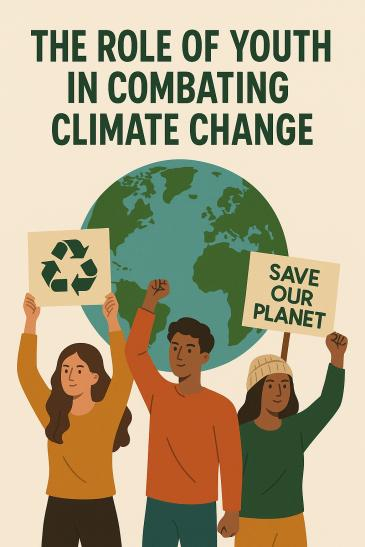 THE ROLE OF YOUTH
IN COMBATING
CLIMATE CHANGE
SAVE
OUR
PLANET